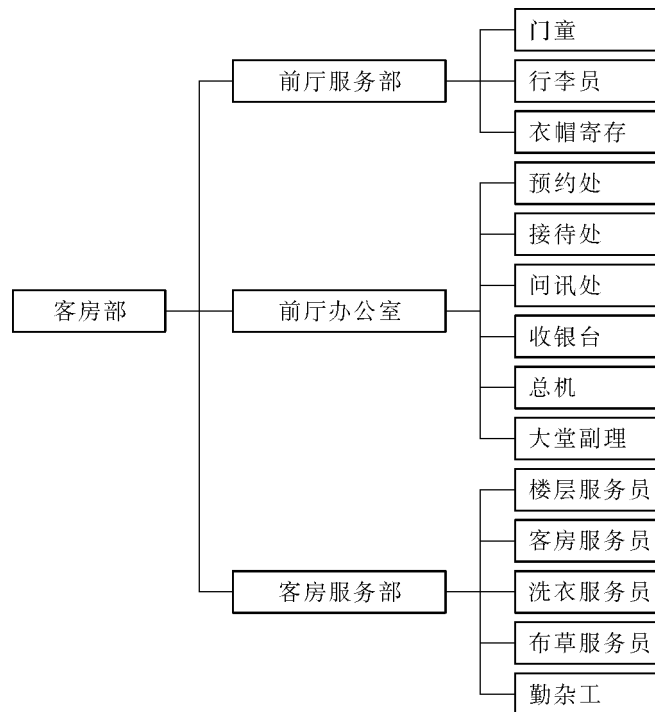 客房部
前厅服务部
门童
行李员
衣帽寄存
前厅办公室
预约处
接待处
问讯处
收银台
总机
大堂副理
客房服务部
楼层服务员
客房服务员
洗衣服务员
布草服务员
勤杂工